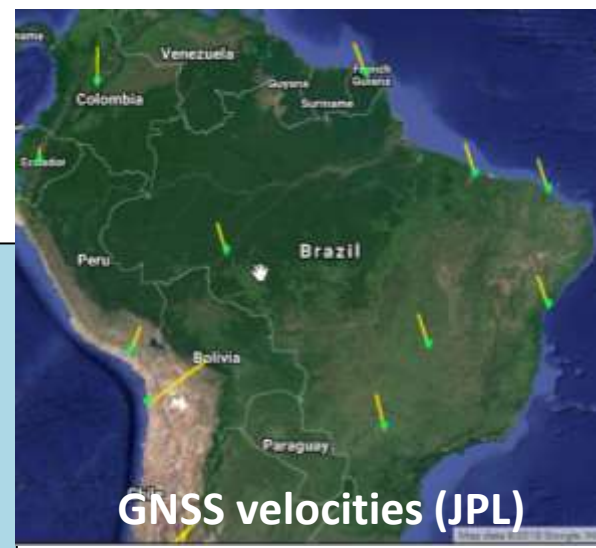 Venezuela
French
Guiana
Guyana
Suriname
Colombia
Ecuador
Brazil
Peru
Bolivia
Paraguay
GNSS velocities (JPL)